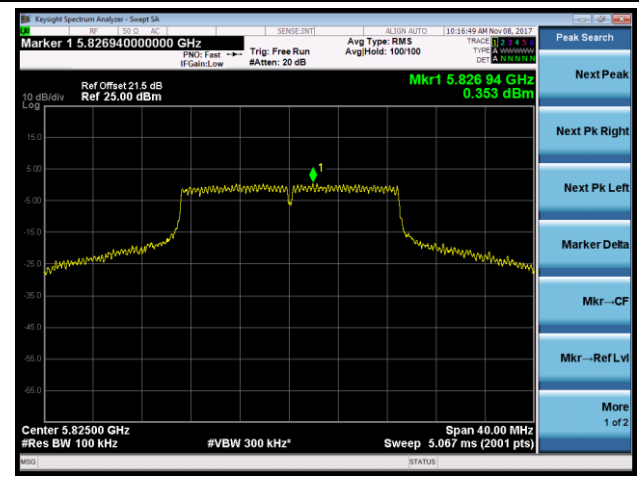 Keysight Spectrum Analyzer - Swept SA
RF 50 Ω AC SENSE:INT ALIGN AUTO 10:16:49 AM Nov 08, 2017
Marker 1 5.826940000000 GHz
PNO: Fast
IFGain:Low
Trig: Free Run
#Atten: 20 dB
Avg Type: RMS
Avg|Hold: 100/100
TRACE 1 2 3 4 5 6
TYPE A WWWWW
DET A N N N N N
Peak Search
Mkr1 5.826 94 GHz
0.353 dBm
Ref Offset 21.5 dB
10 dB/div Ref 25.00 dBm
Log
15.0
5.00
-5.00
-15.0
-25.0
-35.0
-45.0
-55.0
-65.0
1
Center 5.82500 GHz Span 40.00 MHz
#Res BW 100 kHz #VBW 300 kHz* Sweep 5.067 ms (2001 pts)
MSG STATUS
Next Peak
Next Pk Right
Next Pk Left
Marker Delta
Mkr→CF
Mkr→Ref Lvl
More
1 of 2